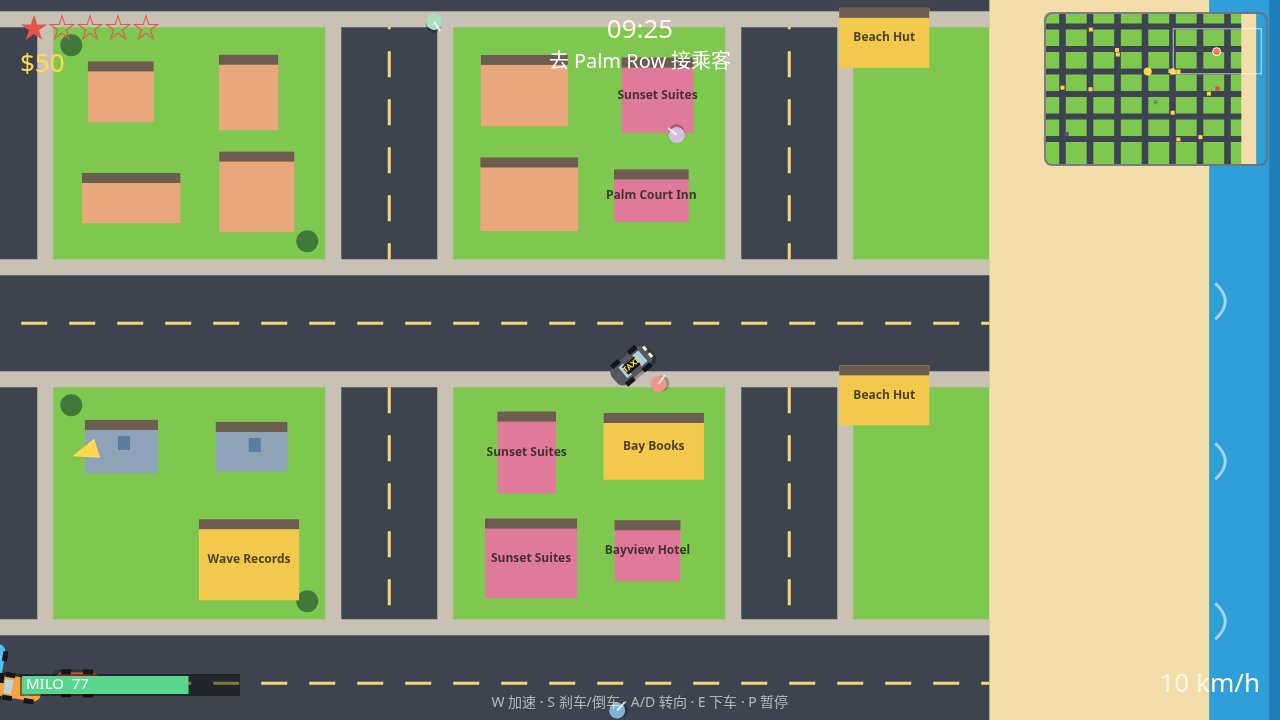 ★☆☆☆☆
$50
09:25
去 Palm Row 接乘客
Beach Hut
Sunset Suites
Palm Court Inn
TAXI
Beach Hut
Sunset Suites
Bay Books
Wave Records
Sunset Suites
Bayview Hotel
MILO 77
W 加速 · S 刹车/倒车 · A/D 转向 · E 下车 · P 暂停
10 km/h